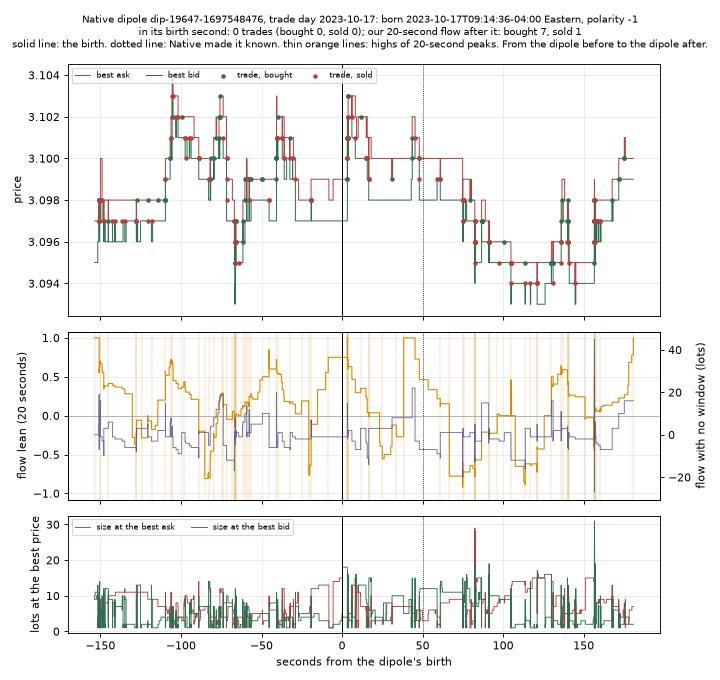 Native dipole dip-19647-1697548476, trade day 2023-10-17: born 2023-10-17T09:14:36-04:00 Eastern, polarity -1
in its birth second: 0 trades (bought 0, sold 0); our 20-second flow after it: bought 7, sold 1
solid line: the birth. dotted line: Native made it known. thin orange lines: highs of 20-second peaks. From the dipole before to the dipole after.
best ask
best bid
trade, bought
trade, sold
3.104
3.102
3.100
3.098
3.096
3.094
price
1.0
0.5
0.0
−0.5
−1.0
flow lean (20 seconds)
40
20
0
−20
flow with no window (lots)
size at the best ask
size at the best bid
30
20
10
0
lots at the best price
−150
−100
−50
0
50
100
150
seconds from the dipole's birth